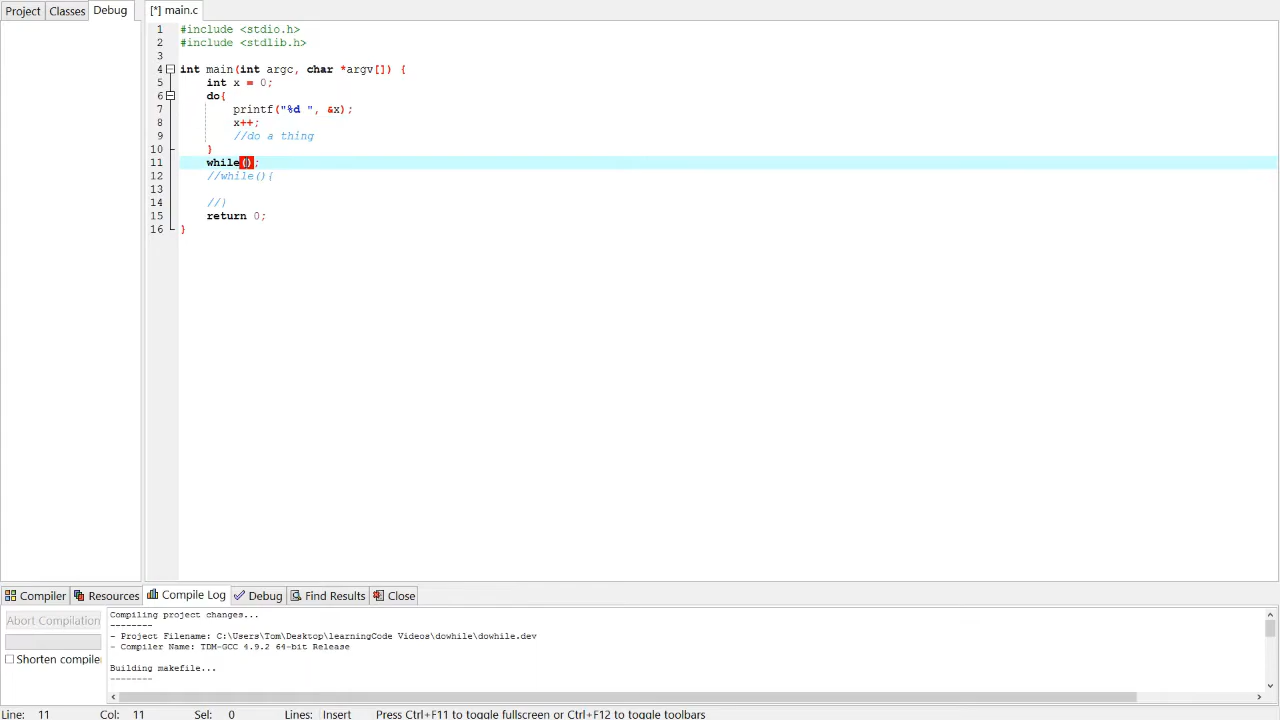 Project Classes Debug [*] main.c
1 #include <stdio.h>
2 #include <stdlib.h>
3
4 int main(int argc, char *argv[]) {
5 int x = 0;
6 do{
7 printf("%d ", &x);
8 x++;
9 //do a thing
10 }
11 while();
12 //while(){
13
14 //}
15 return 0;
16 }
Compiler Resources Compile Log Debug Find Results Close
Abort Compilation
Shorten compile
Compiling project changes...
--------
- Project Filename: C:\Users\Tom\Desktop\learningCode Videos\dowhile\dowhile.dev
- Compiler Name: TDM-GCC 4.9.2 64-bit Release
Building makefile...
--------
Line: 11 Col: 11 Sel: 0 Lines: Insert Press Ctrl+F11 to toggle fullscreen or Ctrl+F12 to toggle toolbars